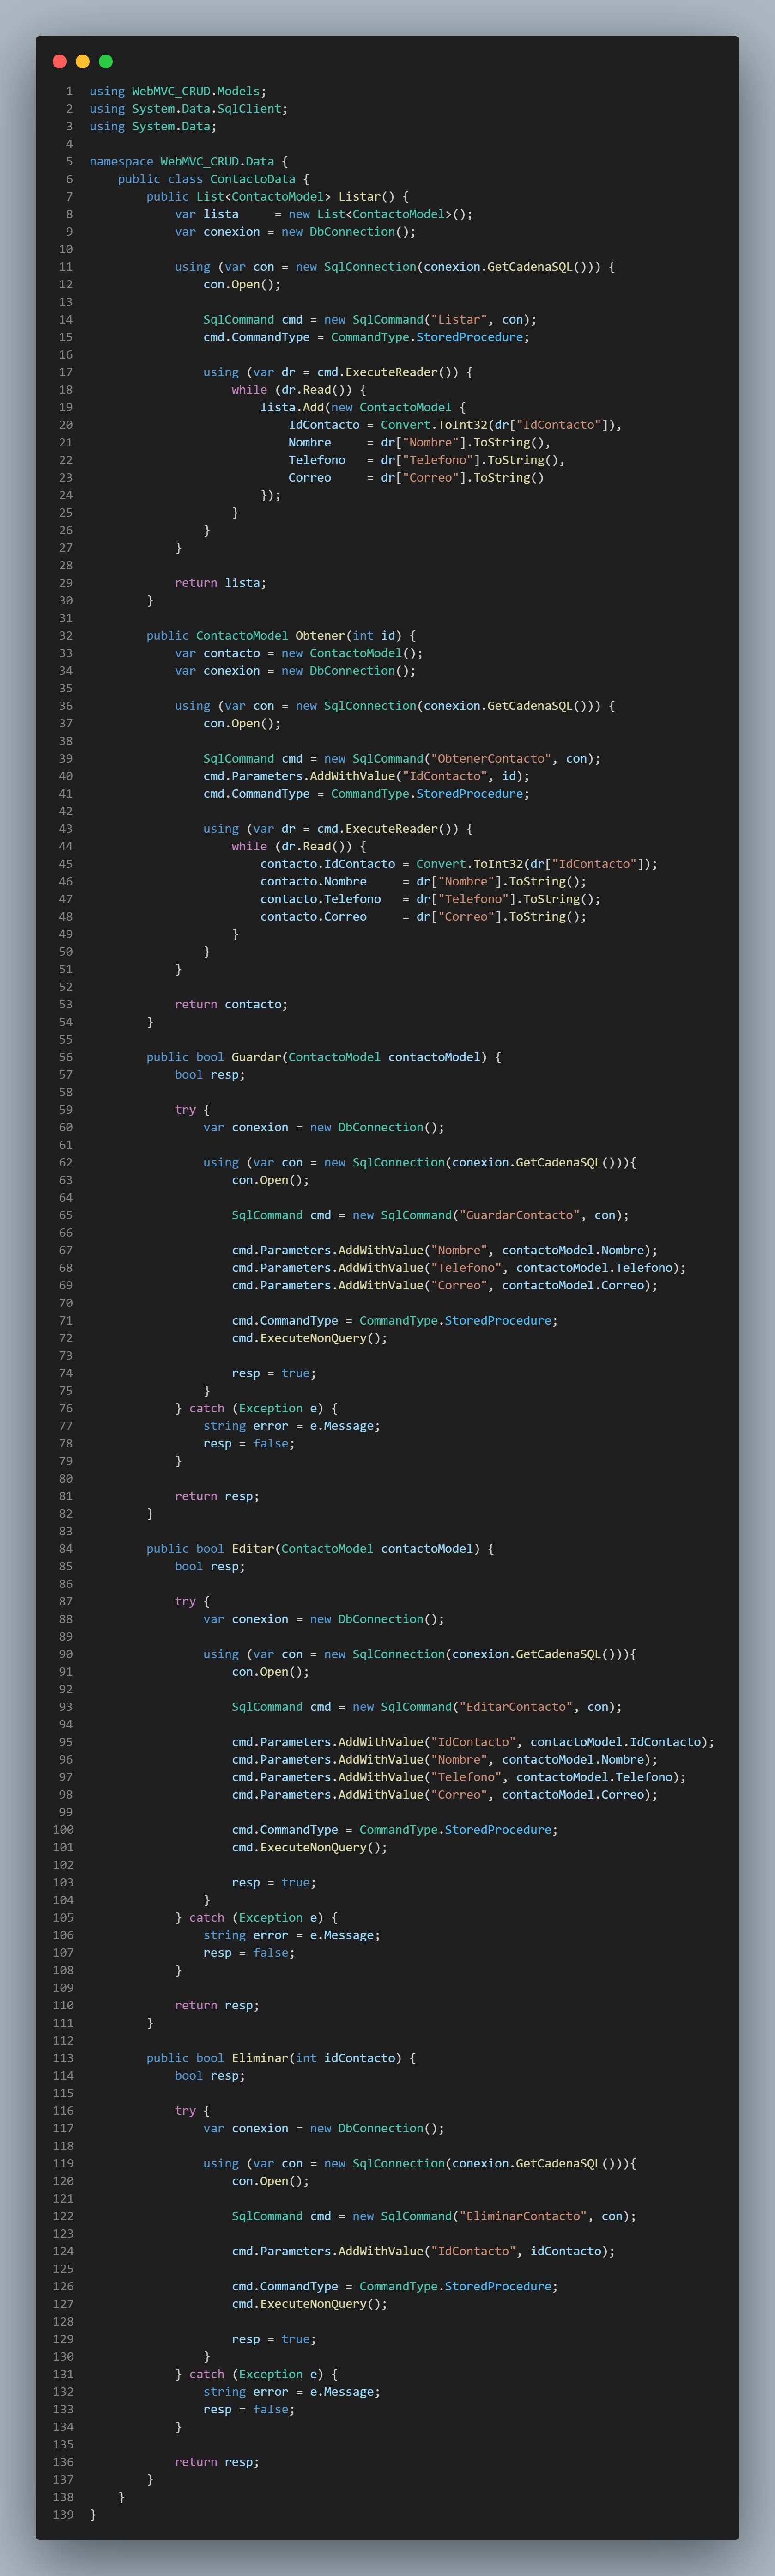 1 using WebMVC_CRUD.Models;
2 using System.Data.SqlClient;
3 using System.Data;
4
5 namespace WebMVC_CRUD.Data {
6     public class ContactoData {
7         public List<ContactoModel> Listar() {
8             var lista     = new List<ContactoModel>();
9             var conexion = new DbConnection();
10
11             using (var con = new SqlConnection(conexion.GetCadenaSQL())) {
12                 con.Open();
13
14                 SqlCommand cmd = new SqlCommand("Listar", con);
15                 cmd.CommandType = CommandType.StoredProcedure;
16
17                 using (var dr = cmd.ExecuteReader()) {
18                     while (dr.Read()) {
19                         lista.Add(new ContactoModel {
20                             IdContacto = Convert.ToInt32(dr["IdContacto"]),
21                             Nombre     = dr["Nombre"].ToString(),
22                             Telefono   = dr["Telefono"].ToString(),
23                             Correo     = dr["Correo"].ToString()
24                         });
25                     }
26                 }
27             }
28
29             return lista;
30         }
31
32         public ContactoModel Obtener(int id) {
33             var contacto = new ContactoModel();
34             var conexion = new DbConnection();
35
36             using (var con = new SqlConnection(conexion.GetCadenaSQL())) {
37                 con.Open();
38
39                 SqlCommand cmd = new SqlCommand("ObtenerContacto", con);
40                 cmd.Parameters.AddWithValue("IdContacto", id);
41                 cmd.CommandType = CommandType.StoredProcedure;
42
43                 using (var dr = cmd.ExecuteReader()) {
44                     while (dr.Read()) {
45                         contacto.IdContacto = Convert.ToInt32(dr["IdContacto"]);
46                         contacto.Nombre     = dr["Nombre"].ToString();
47                         contacto.Telefono   = dr["Telefono"].ToString();
48                         contacto.Correo     = dr["Correo"].ToString();
49                     }
50                 }
51             }
52
53             return contacto;
54         }
55
56         public bool Guardar(ContactoModel contactoModel) {
57             bool resp;
58
59             try {
60                 var conexion = new DbConnection();
61
62                 using (var con = new SqlConnection(conexion.GetCadenaSQL())){
63                     con.Open();
64
65                     SqlCommand cmd = new SqlCommand("GuardarContacto", con);
66
67                     cmd.Parameters.AddWithValue("Nombre", contactoModel.Nombre);
68                     cmd.Parameters.AddWithValue("Telefono", contactoModel.Telefono);
69                     cmd.Parameters.AddWithValue("Correo", contactoModel.Correo);
70
71                     cmd.CommandType = CommandType.StoredProcedure;
72                     cmd.ExecuteNonQuery();
73
74                     resp = true;
75                 }
76             } catch (Exception e) {
77                 string error = e.Message;
78                 resp = false;
79             }
80
81             return resp;
82         }
83
84         public bool Editar(ContactoModel contactoModel) {
85             bool resp;
86
87             try {
88                 var conexion = new DbConnection();
89
90                 using (var con = new SqlConnection(conexion.GetCadenaSQL())){
91                     con.Open();
92
93                     SqlCommand cmd = new SqlCommand("EditarContacto", con);
94
95                     cmd.Parameters.AddWithValue("IdContacto", contactoModel.IdContacto);
96                     cmd.Parameters.AddWithValue("Nombre", contactoModel.Nombre);
97                     cmd.Parameters.AddWithValue("Telefono", contactoModel.Telefono);
98                     cmd.Parameters.AddWithValue("Correo", contactoModel.Correo);
99
100                     cmd.CommandType = CommandType.StoredProcedure;
101                     cmd.ExecuteNonQuery();
102
103                     resp = true;
104                 }
105             } catch (Exception e) {
106                 string error = e.Message;
107                 resp = false;
108             }
109
110             return resp;
111         }
112
113         public bool Eliminar(int idContacto) {
114             bool resp;
115
116             try {
117                 var conexion = new DbConnection();
118
119                 using (var con = new SqlConnection(conexion.GetCadenaSQL())){
120                     con.Open();
121
122                     SqlCommand cmd = new SqlCommand("EliminarContacto", con);
123
124                     cmd.Parameters.AddWithValue("IdContacto", idContacto);
125
126                     cmd.CommandType = CommandType.StoredProcedure;
127                     cmd.ExecuteNonQuery();
128
129                     resp = true;
130                 }
131             } catch (Exception e) {
132                 string error = e.Message;
133                 resp = false;
134             }
135
136             return resp;
137         }
138     }
139 }